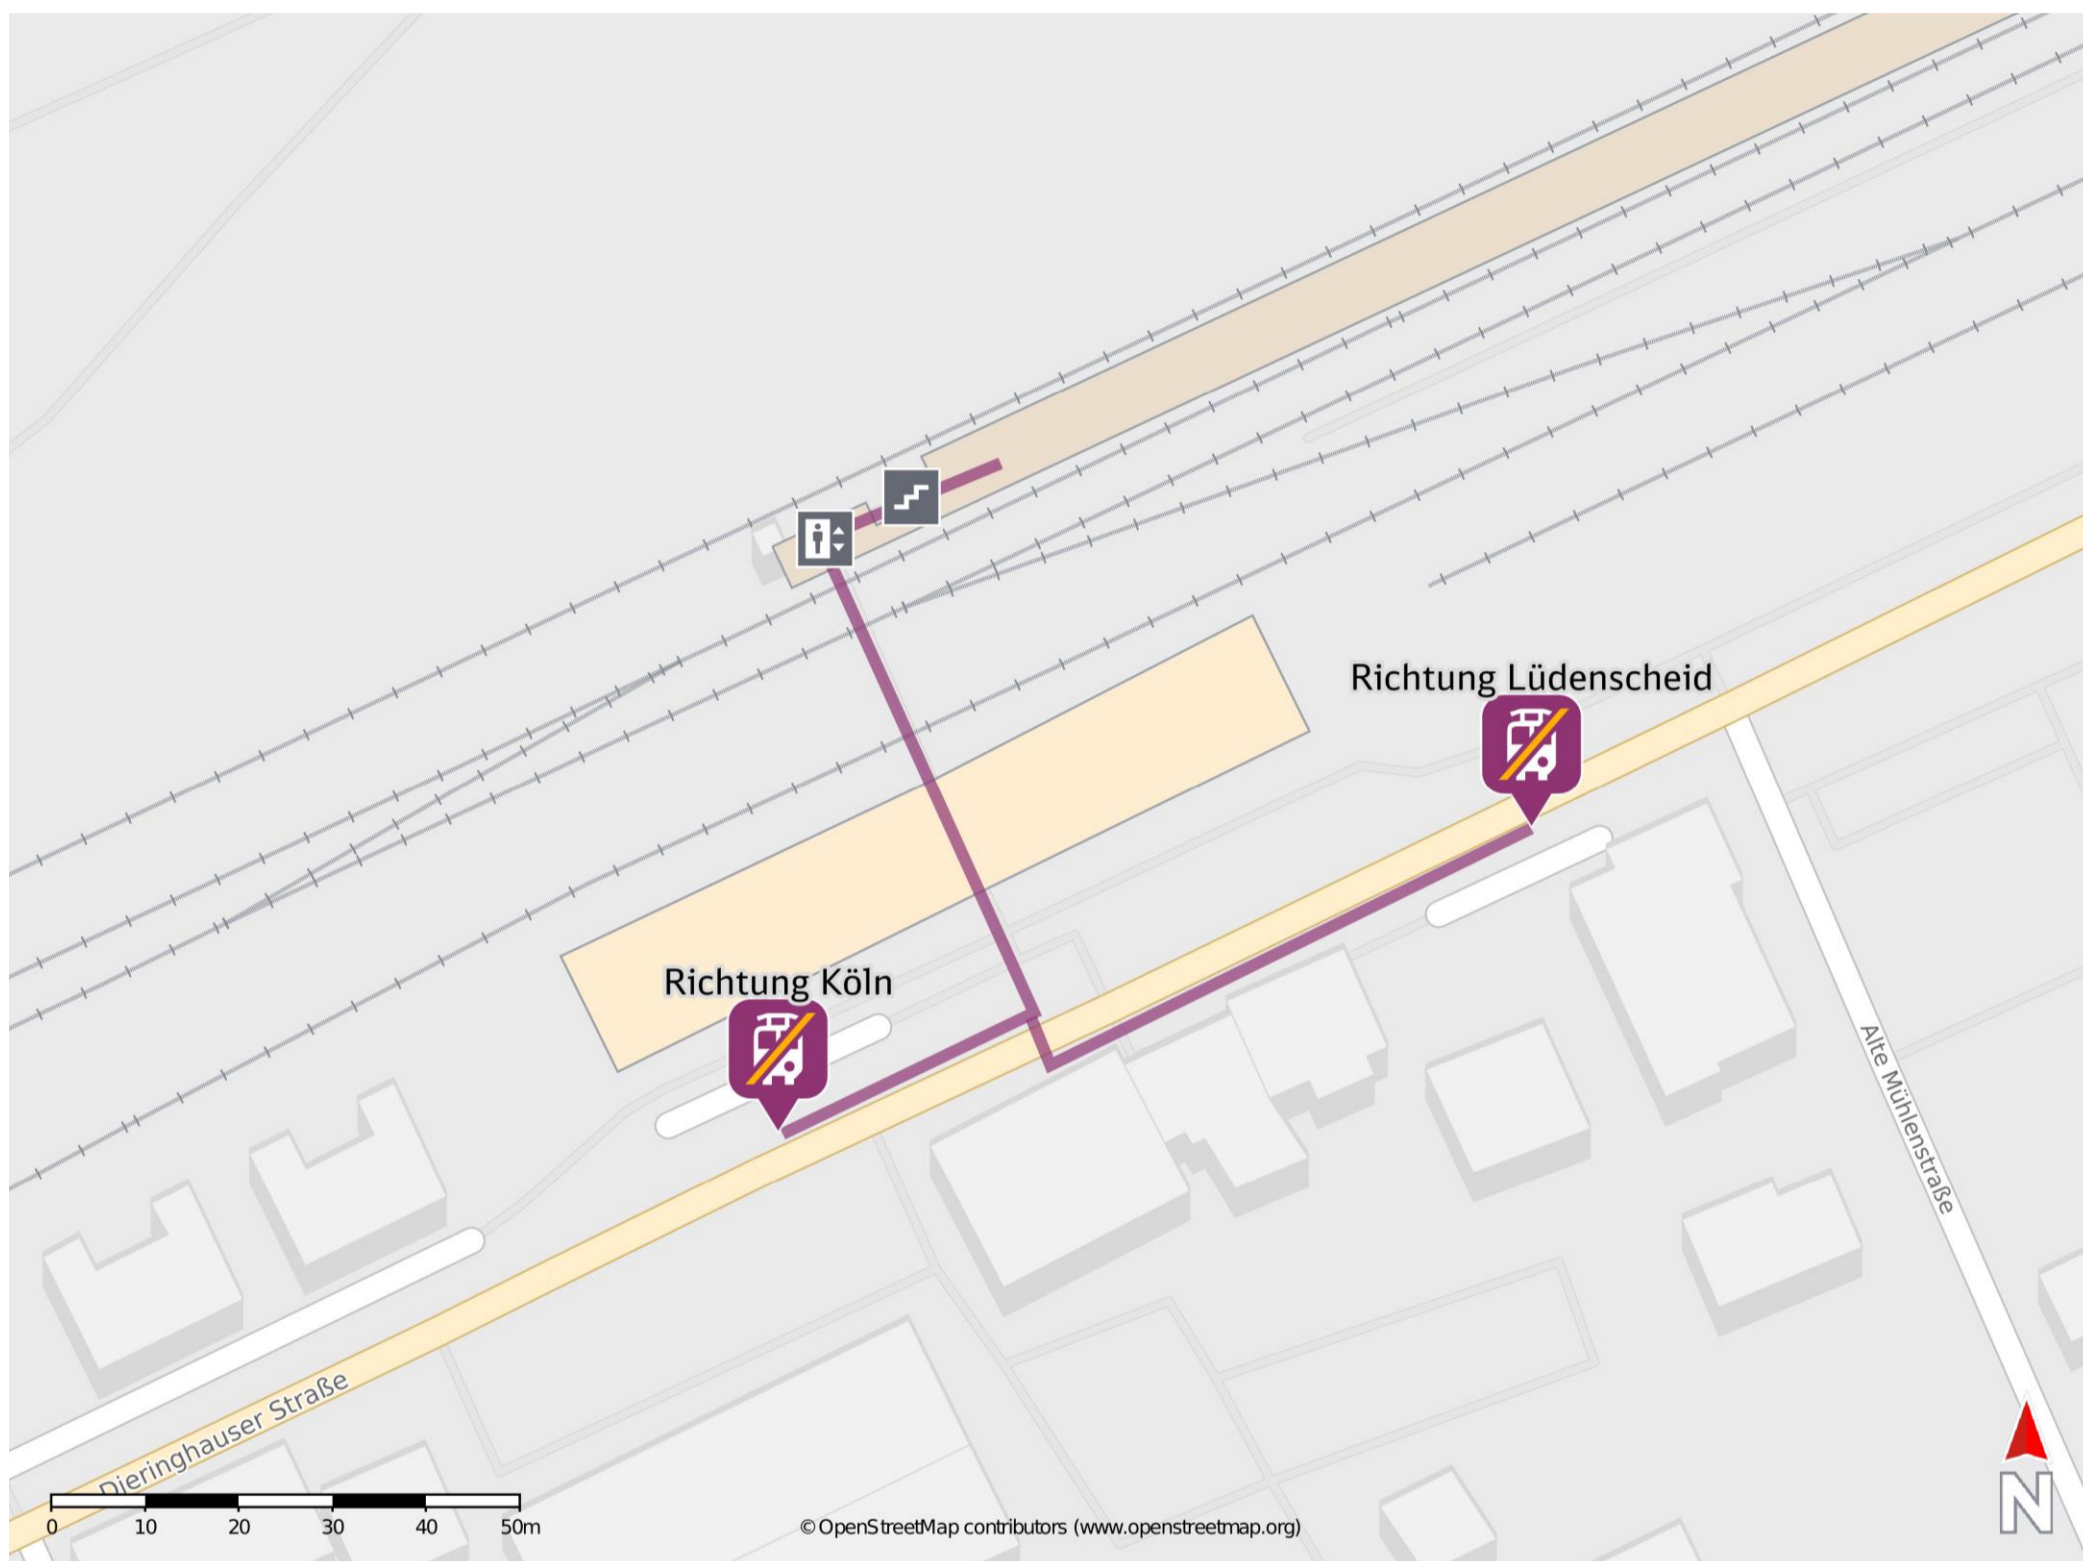 Richtung Lüdenscheid
Richtung Köln
Alte Mühlenstraße
Dieringhauser Straße
0 10 20 30 40 50m
© OpenStreetMap contributors (www.openstreetmap.org)
N